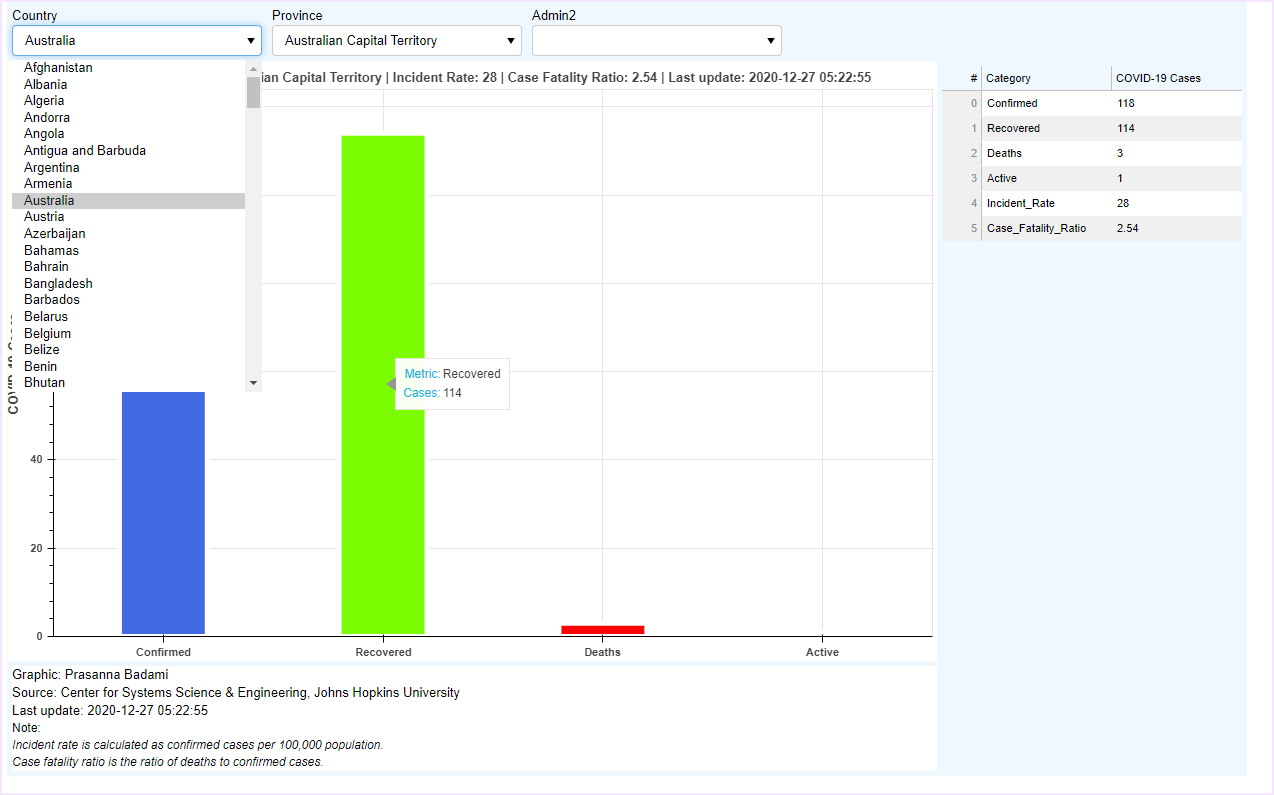 Country Province Admin2
Australia Australian Capital Territory
Afghanistan
Albania
Algeria
Andorra
Angola
Antigua and Barbuda
Argentina
Armenia
Australia
Austria
Azerbaijan
Bahamas
Bahrain
Bangladesh
Barbados
Belarus
Belgium
Belize
Benin
Bhutan
ian Capital Territory | Incident Rate: 28 | Case Fatality Ratio: 2.54 | Last update: 2020-12-27 05:22:55
Metric: Recovered
Cases: 114
40
20
0
Confirmed Recovered Deaths Active
# Category COVID-19 Cases
0 Confirmed 118
1 Recovered 114
2 Deaths 3
3 Active 1
4 Incident_Rate 28
5 Case_Fatality_Ratio 2.54
Graphic: Prasanna Badami
Source: Center for Systems Science & Engineering, Johns Hopkins University
Last update: 2020-12-27 05:22:55
Note:
Incident rate is calculated as confirmed cases per 100,000 population.
Case fatality ratio is the ratio of deaths to confirmed cases.